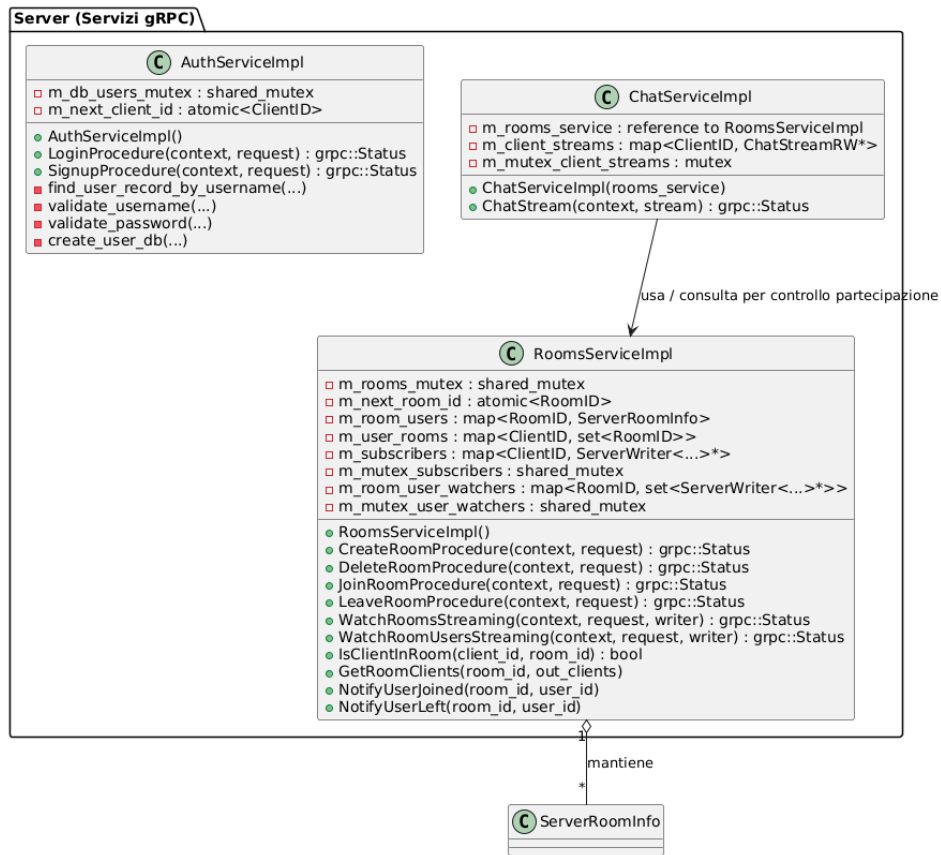 Server (Servizi gRPC)
C AuthServiceImpl
m_db_users_mutex : shared_mutex
m_next_client_id : atomic<ClientID>
AuthServiceImpl()
LoginProcedure(context, request) : grpc::Status
SignupProcedure(context, request) : grpc::Status
find_user_record_by_username(...)
validate_username(...)
validate_password(...)
create_user_db(...)
C ChatServiceImpl
m_rooms_service : reference to RoomsServiceImpl
m_client_streams : map<ClientID, ChatStreamRW*>
m_mutex_client_streams : mutex
ChatServiceImpl(rooms_service)
ChatStream(context, stream) : grpc::Status
usa / consulta per controllo partecipazione
C RoomsServiceImpl
m_rooms_mutex : shared_mutex
m_next_room_id : atomic<RoomID>
m_room_users : map<RoomID, ServerRoomInfo>
m_user_rooms : map<ClientID, set<RoomID>>
m_subscribers : map<ClientID, ServerWriter<...>*>
m_mutex_subscribers : shared_mutex
m_room_user_watchers : map<RoomID, set<ServerWriter<...>*>>
m_mutex_user_watchers : shared_mutex
RoomsServiceImpl()
CreateRoomProcedure(context, request) : grpc::Status
DeleteRoomProcedure(context, request) : grpc::Status
JoinRoomProcedure(context, request) : grpc::Status
LeaveRoomProcedure(context, request) : grpc::Status
WatchRoomsStreaming(context, request, writer) : grpc::Status
WatchRoomUsersStreaming(context, request, writer) : grpc::Status
IsClientInRoom(client_id, room_id) : bool
GetRoomClients(room_id, out_clients)
NotifyUserJoined(room_id, user_id)
NotifyUserLeft(room_id, user_id)
1
mantiene
*
C ServerRoomInfo